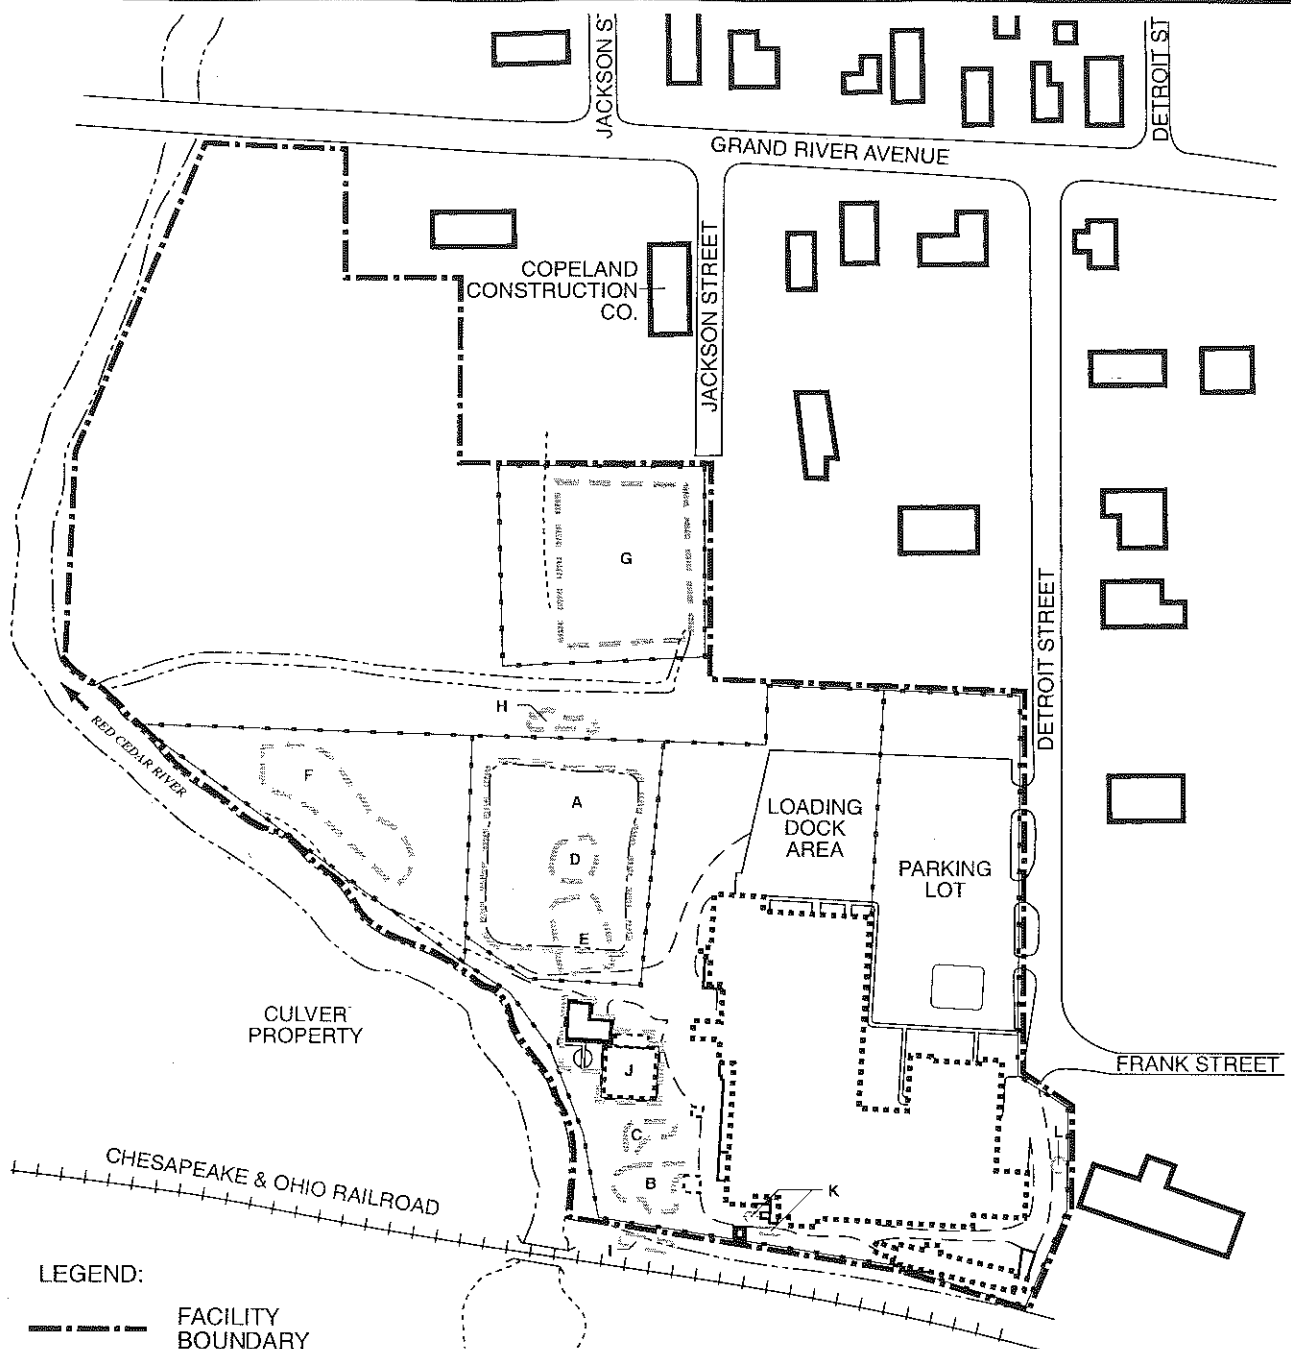 JACKSON S
DETROIT ST
GRAND RIVER AVENUE
COPELAND
CONSTRUCTION
CO.
JACKSON STREET
G
DETROIT STREET
H
RED CEDAR RIVER
F
A
LOADING
DOCK
AREA
D
PARKING
LOT
E
CULVER
PROPERTY
J
FRANK STREET
C
L
CHESAPEAKE & OHIO RAILROAD
B
K
I
LEGEND:
FACILITY
BOUNDARY